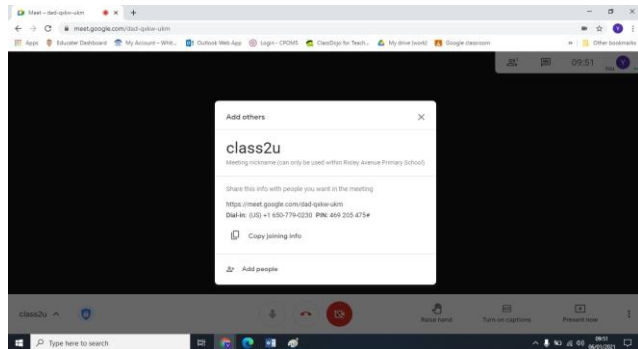 Meet – dad-qxkw-ukm
meet.google.com/dad-qxkw-ukm
Apps
Educater Dashboard
My Account – Whit...
Outlook Web App
Login - CPOMS
ClassDojo for Teach...
My drive (work)
Google classroom
Other bookmarks
09:51
You
Add others
class2u
Meeting nickname (can only be used within Risley Avenue Primary School)
Share this info with people you want in the meeting
https://meet.google.com/dad-qxkw-ukm
Dial-in: (US) +1 650-779-0230 PIN: 469 205 475#
Copy joining info
Add people
class2u
Raise hand
Turn on captions
Present now
Type here to search
09:51
06/01/2021